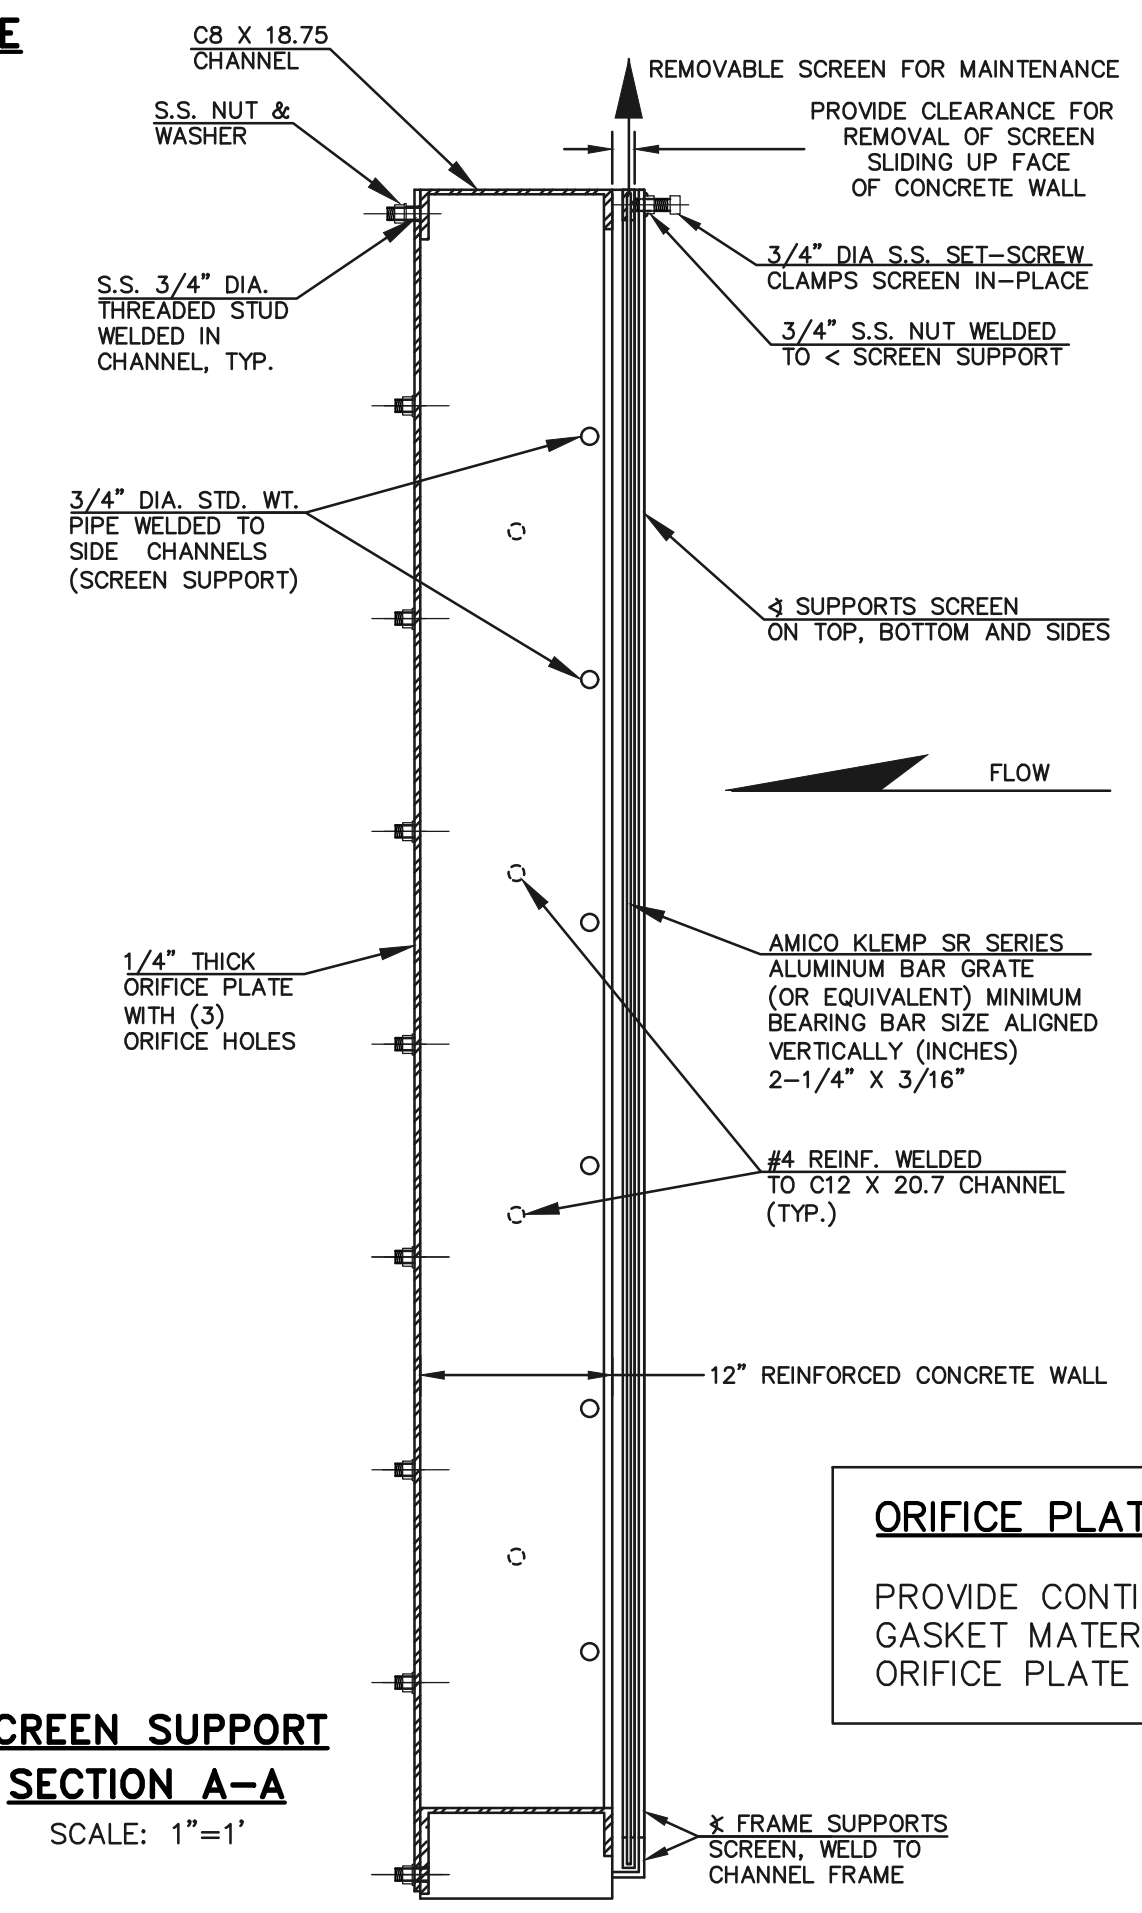 E
C8 X 18.75
CHANNEL
S.S. NUT &
WASHER
S.S. 3/4" DIA.
THREADED STUD
WELDED IN
CHANNEL, TYP.
3/4" DIA. STD. WT.
PIPE WELDED TO
SIDE CHANNELS
(SCREEN SUPPORT)
1/4" THICK
ORIFICE PLATE
WITH (3)
ORIFICE HOLES
REMOVABLE SCREEN FOR MAINTENANCE
PROVIDE CLEARANCE FOR
REMOVAL OF SCREEN
SLIDING UP FACE
OF CONCRETE WALL
3/4" DIA S.S. SET-SCREW
CLAMPS SCREEN IN-PLACE
3/4" S.S. NUT WELDED
TO < SCREEN SUPPORT
∢ SUPPORTS SCREEN
ON TOP, BOTTOM AND SIDES
FLOW
AMICO KLEMP SR SERIES
ALUMINUM BAR GRATE
(OR EQUIVALENT) MINIMUM
BEARING BAR SIZE ALIGNED
VERTICALLY (INCHES)
2-1/4" X 3/16"
#4 REINF. WELDED
TO C12 X 20.7 CHANNEL
(TYP.)
12" REINFORCED CONCRETE WALL
ORIFICE PLAT
PROVIDE CONTI
GASKET MATER
ORIFICE PLATE
CREEN SUPPORT
SECTION A-A
SCALE: 1"=1'
∢ FRAME SUPPORTS
SCREEN, WELD TO
CHANNEL FRAME